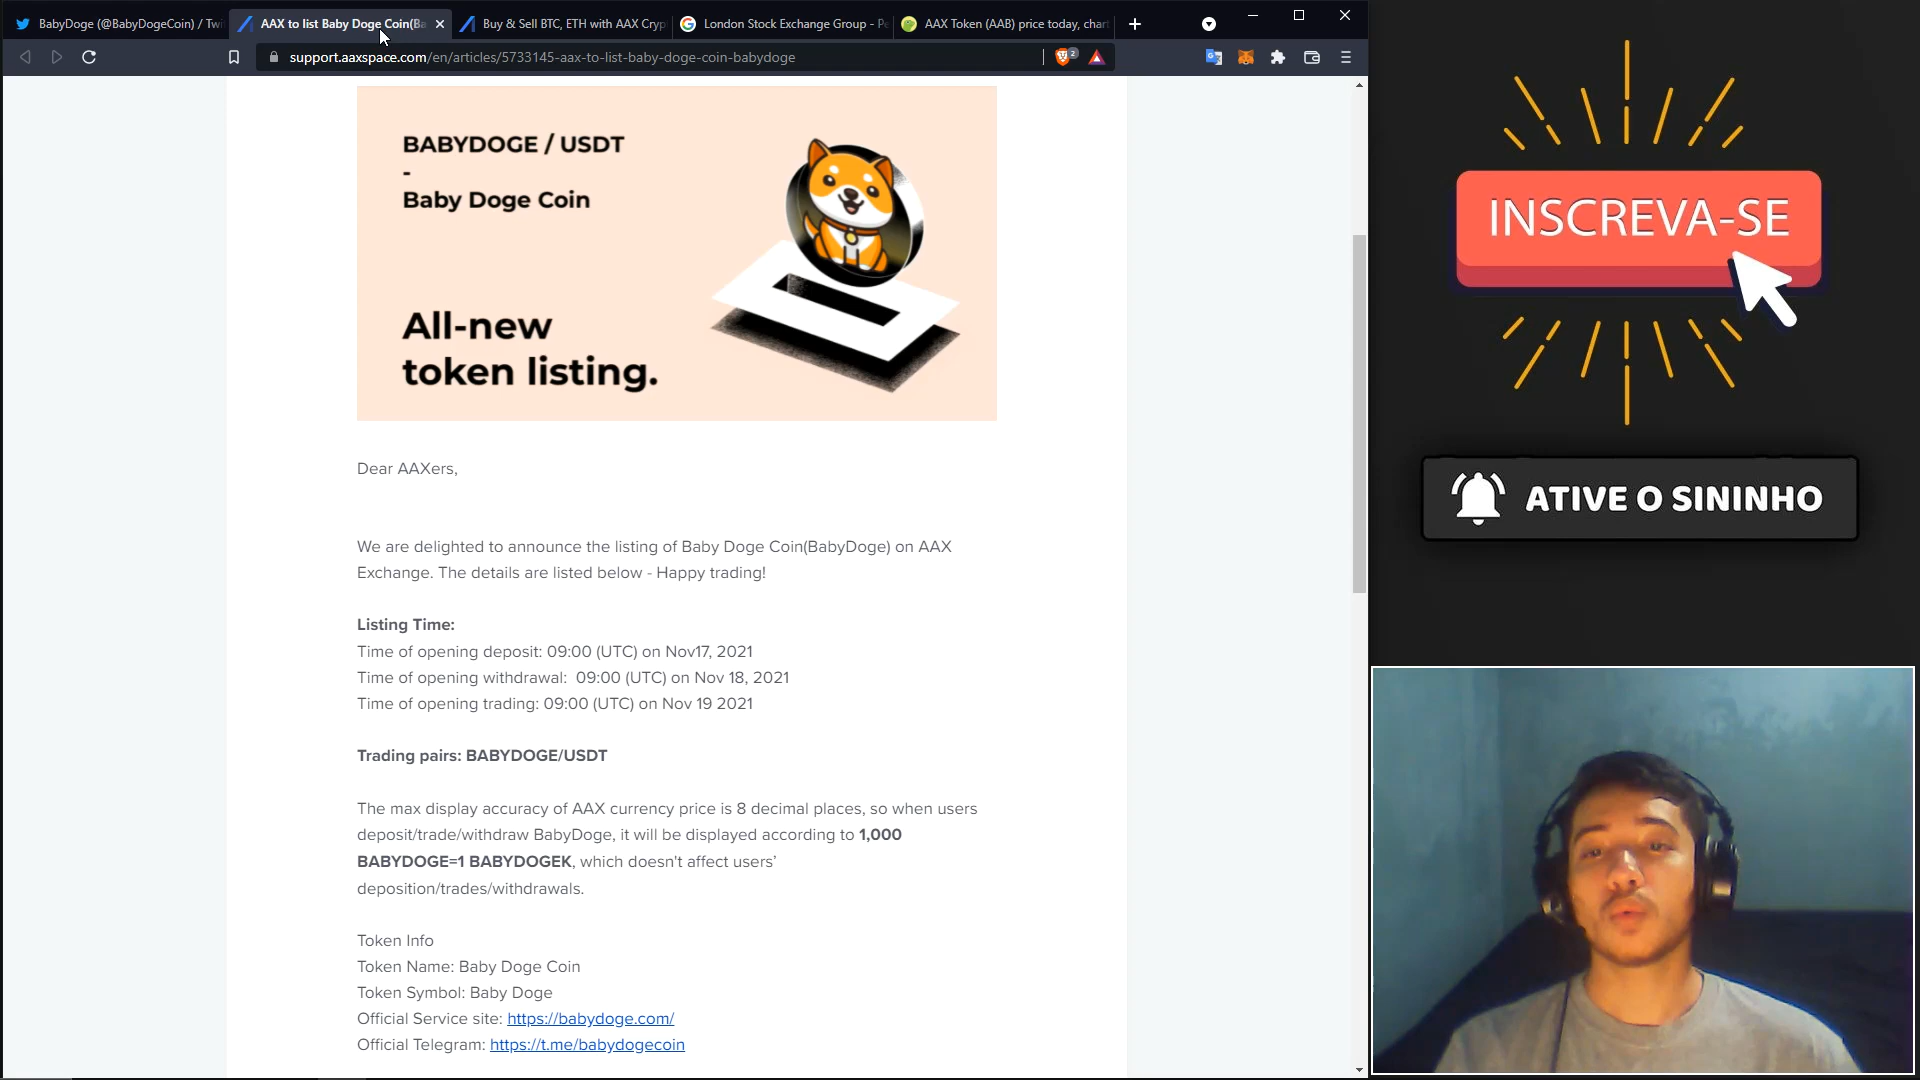 BabyDoge (@BabyDogeCoin) / Twi
AAX to list Baby Doge Coin(Ba
Buy & Sell BTC, ETH with AAX Cryp
London Stock Exchange Group - Pe
AAX Token (AAB) price today, chart
support.aaxspace.com/en/articles/5733145-aax-to-list-baby-doge-coin-babydoge
2
BABYDOGE / USDT
-
Baby Doge Coin
All-new
token listing.
Dear AAXers,
We are delighted to announce the listing of Baby Doge Coin(BabyDoge) on AAX
Exchange. The details are listed below - Happy trading!
Listing Time:
Time of opening deposit: 09:00 (UTC) on Nov17, 2021
Time of opening withdrawal:  09:00 (UTC) on Nov 18, 2021
Time of opening trading: 09:00 (UTC) on Nov 19 2021
Trading pairs: BABYDOGE/USDT
The max display accuracy of AAX currency price is 8 decimal places, so when users
deposit/trade/withdraw BabyDoge, it will be displayed according to 1,000
BABYDOGE=1 BABYDOGEK, which doesn't affect users’
deposition/trades/withdrawals.
Token Info
Token Name: Baby Doge Coin
Token Symbol: Baby Doge
Official Service site: https://babydoge.com/
Official Telegram: https://t.me/babydogecoin
INSCREVA-SE
ATIVE O SININHO